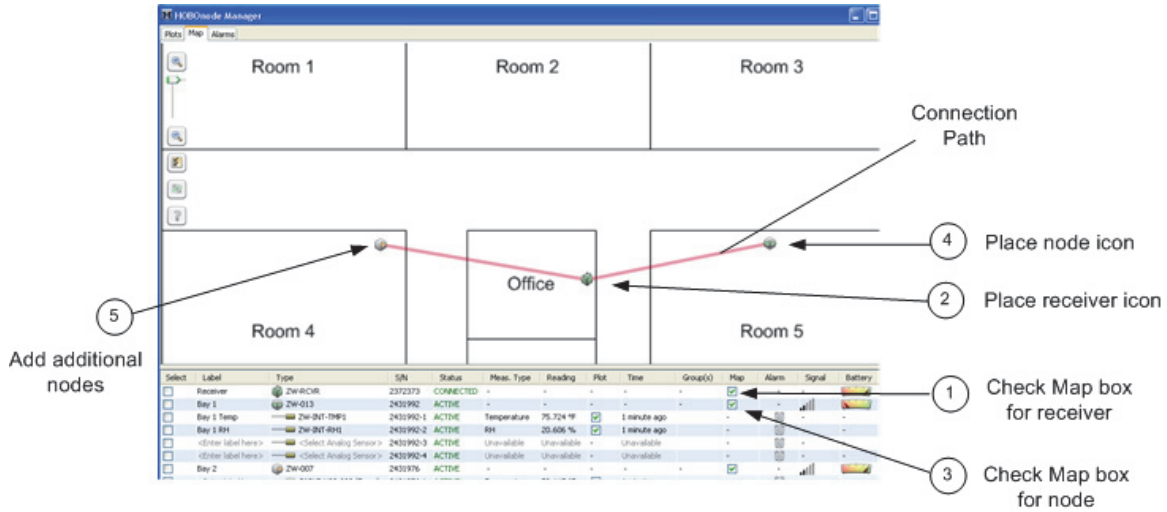 HOBOnode Manager
Plots Map Alarms
Room 1
Room 2
Room 3
Connection
Path
4 Place node icon
Office
2 Place receiver icon
5
Add additional
nodes
Room 4
Room 5
Select Label Type S/N Status Meas. Type Reading Plot Time Group(s) Map Alarm Signal Battery
Receiver ZW-RCVR 2372373 CONNECTED - - - - - - -
Bay 1 ZW-013 2431992 ACTIVE - - - - - -
Bay 1 Temp ZW-INT-TMP1 2431992-1 ACTIVE Temperature 75.724 °F 1 minute ago - - -
Bay 1 RH ZW-INT-RH1 2431992-2 ACTIVE RH 20.606 % 1 minute ago - - -
<Enter label here> <Select Analog Sensor> 2431992-3 ACTIVE Unavailable Unavailable - Unavailable - - -
<Enter label here> <Select Analog Sensor> 2431992-4 ACTIVE Unavailable Unavailable - Unavailable - - -
Bay 2 ZW-007 2431976 ACTIVE - - - - - -
1 Check Map box
for receiver
3 Check Map box
for node